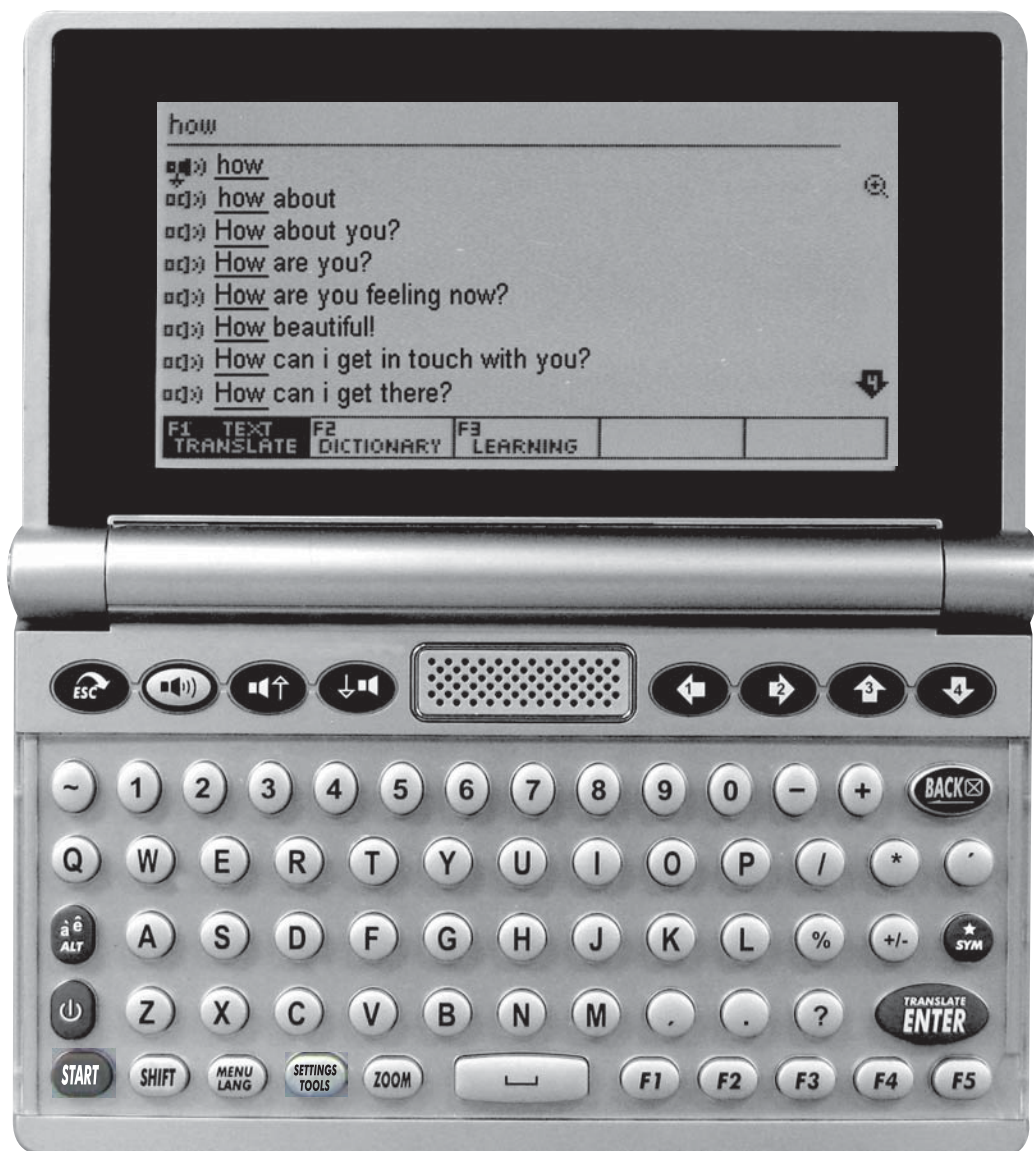 how
how
how about
How about you?
How are you?
How are you feeling now?
How beautiful!
How can i get in touch with you?
How can i get there?
4
F1 TEXT TRANSLATE F2 DICTIONARY F3 LEARNING
ESC 1 2 3 4
~ 1 2 3 4 5 6 7 8 9 0 - + BACK
Q W E R T Y U I O P / * ´
à ê ALT A S D F G H J K L % +/- SYM
Z X C V B N M , . ? TRANSLATE ENTER
START SHIFT MENU LANG SETTINGS TOOLS ZOOM F1 F2 F3 F4 F5